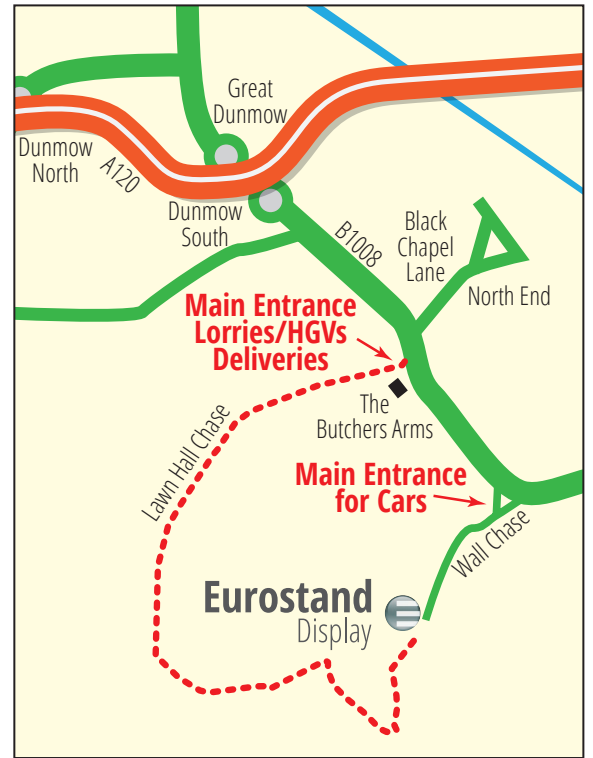 Great
Dunmow
Dunmow
North
A120
Dunmow
South
B1008
Black
Chapel
Lane
North End
Main Entrance
Lorries/HGVs
Deliveries
The
Butchers Arms
Lawn Hall Chase
Main Entrance
for Cars
Wall Chase
Eurostand
Display